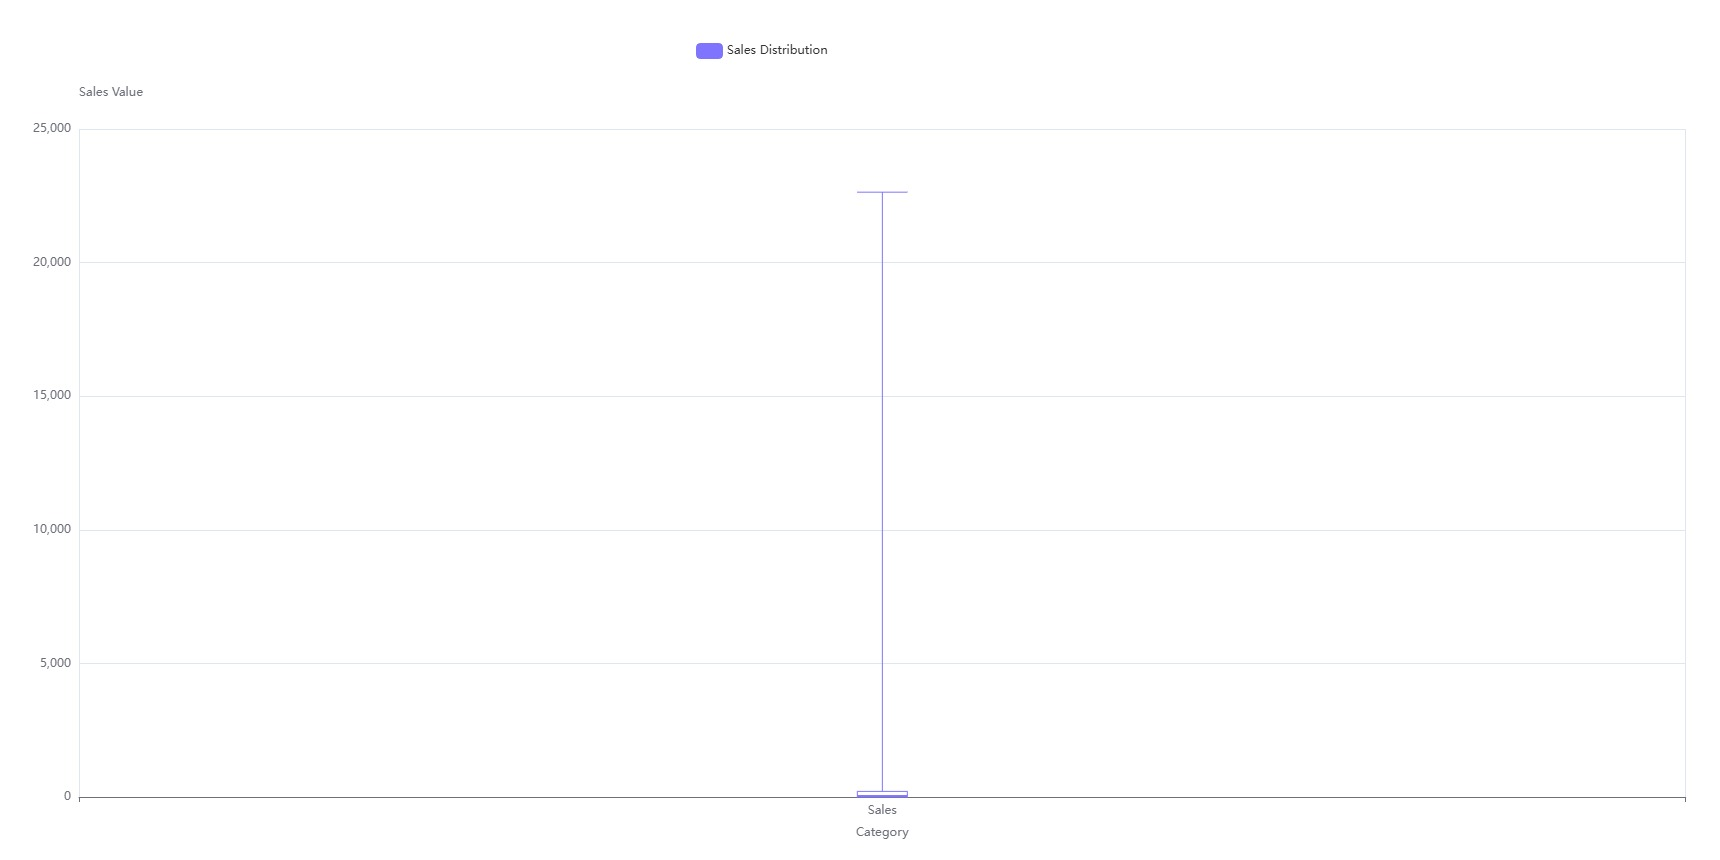 Sales Distribution
Sales Value
25,000
20,000
15,000
10,000
5,000
0
Sales
Category